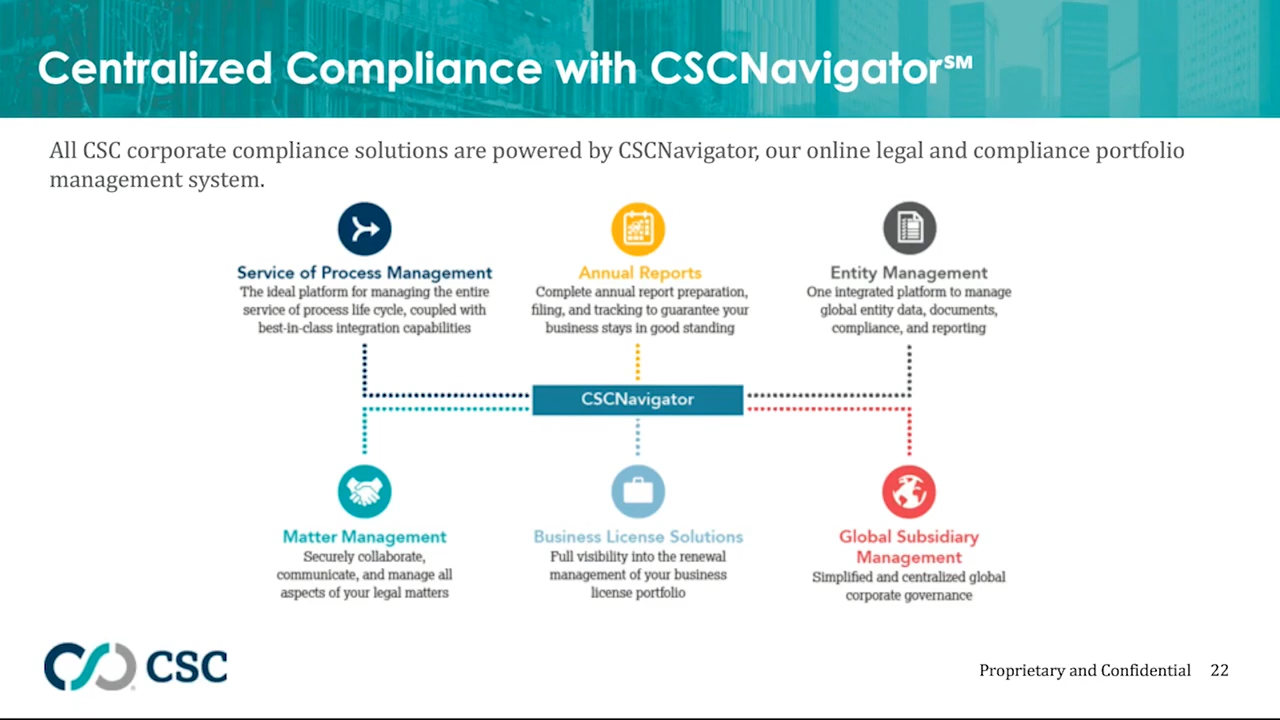 Centralized Compliance with CSCNavigator℠
All CSC corporate compliance solutions are powered by CSCNavigator, our online legal and compliance portfolio
management system.
Service of Process Management
The ideal platform for managing the entire
service of process life cycle, coupled with
best-in-class integration capabilities
Annual Reports
Complete annual report preparation,
filing, and tracking to guarantee your
business stays in good standing
Entity Management
One integrated platform to manage
global entity data, documents,
compliance, and reporting
CSCNavigator
Matter Management
Securely collaborate,
communicate, and manage all
aspects of your legal matters
Business License Solutions
Full visibility into the renewal
management of your business
license portfolio
Global Subsidiary
Management
Simplified and centralized global
corporate governance
CSC
Proprietary and Confidential 22